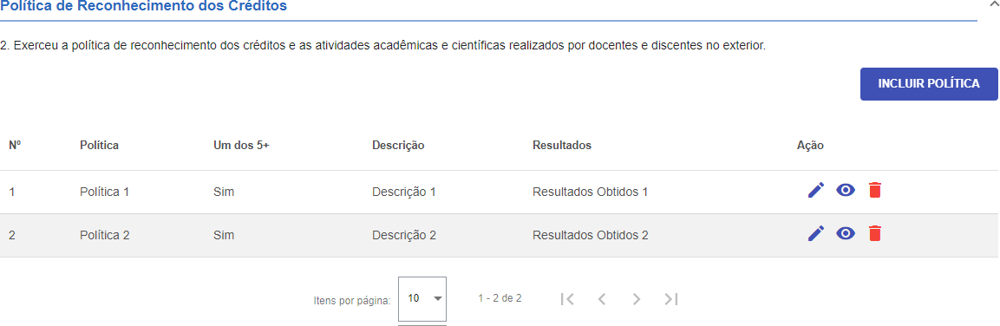 Política de Reconhecimento dos Créditos
2. Exerceu a política de reconhecimento dos créditos e as atividades acadêmicas e científicas realizados por docentes e discentes no exterior.
INCLUIR POLÍTICA
Nº Política Um dos 5+ Descrição Resultados Ação
1 Política 1 Sim Descrição 1 Resultados Obtidos 1
2 Política 2 Sim Descrição 2 Resultados Obtidos 2
Itens por página: 10 1 - 2 de 2